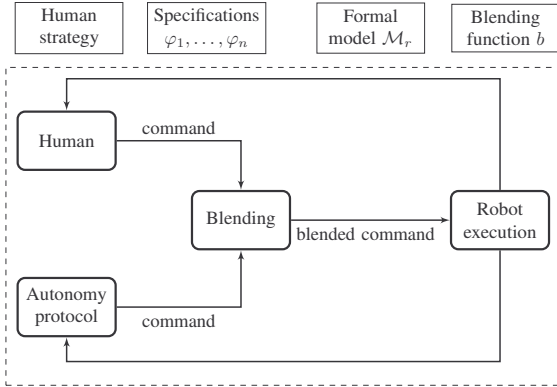 Human
strategy
Specifications
φ₁, . . . , φₙ
Formal
model ℳᵣ
Blending
function b
Human
command
Blending
blended command
Robot
execution
Autonomy
protocol
command